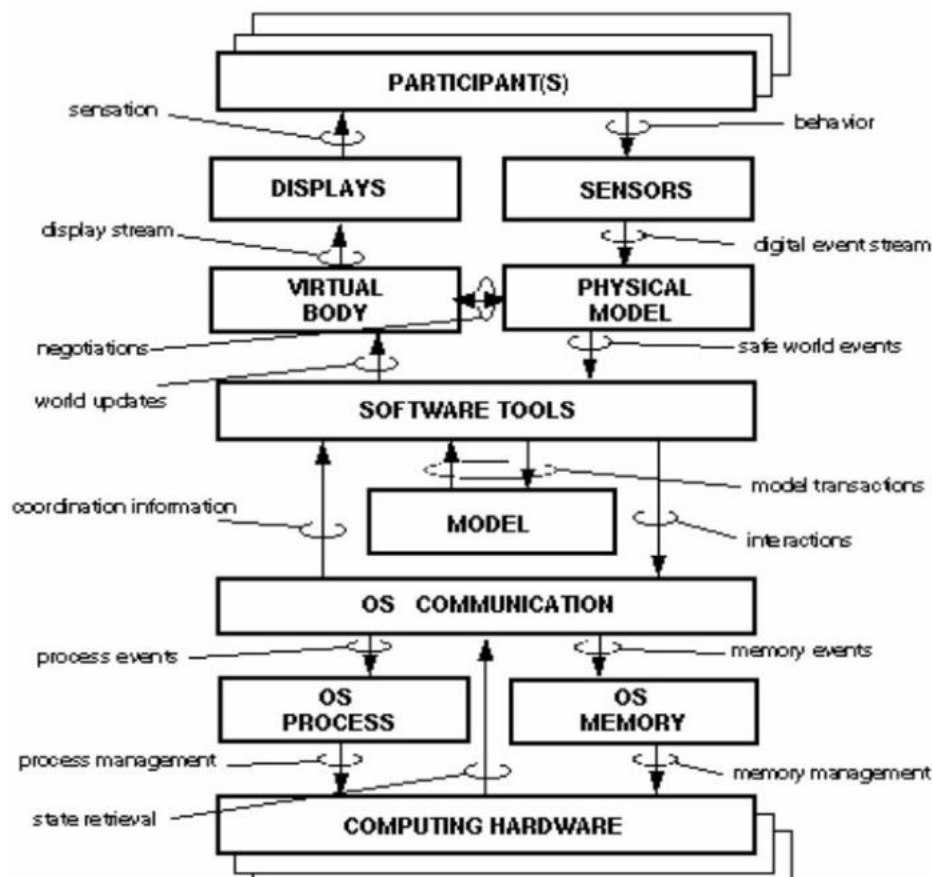 PARTICIPANT(S)
sensation
behavior
DISPLAYS
SENSORS
display stream
digital event stream
VIRTUAL
BODY
PHYSICAL
MODEL
negotiations
safe world events
world updates
SOFTWARE TOOLS
model transactions
coordination information
MODEL
interactions
OS COMMUNICATION
process events
memory events
OS
PROCESS
OS
MEMORY
process management
memory management
state retrieval
COMPUTING HARDWARE